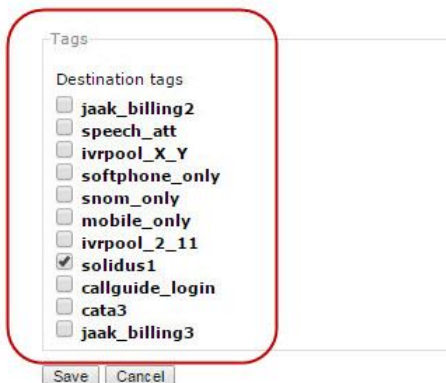 Tags
Destination tags
jaak_billing2
speech_att
ivrpool_X_Y
softphone_only
snom_only
mobile_only
ivrpool_2_11
solidus1
callguide_login
cata3
jaak_billing3
Save Cancel